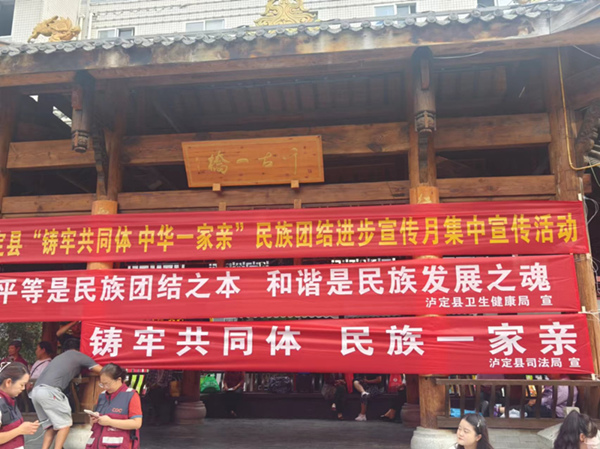 川古一橋
定县“铸牢共同体 中华一家亲”民族团结进步宣传月集中宣传活动
平等是民族团结之本 和谐是民族发展之魂
泸定县卫生健康局 宣
铸牢共同体 民族一家亲
泸定县司法局 宣